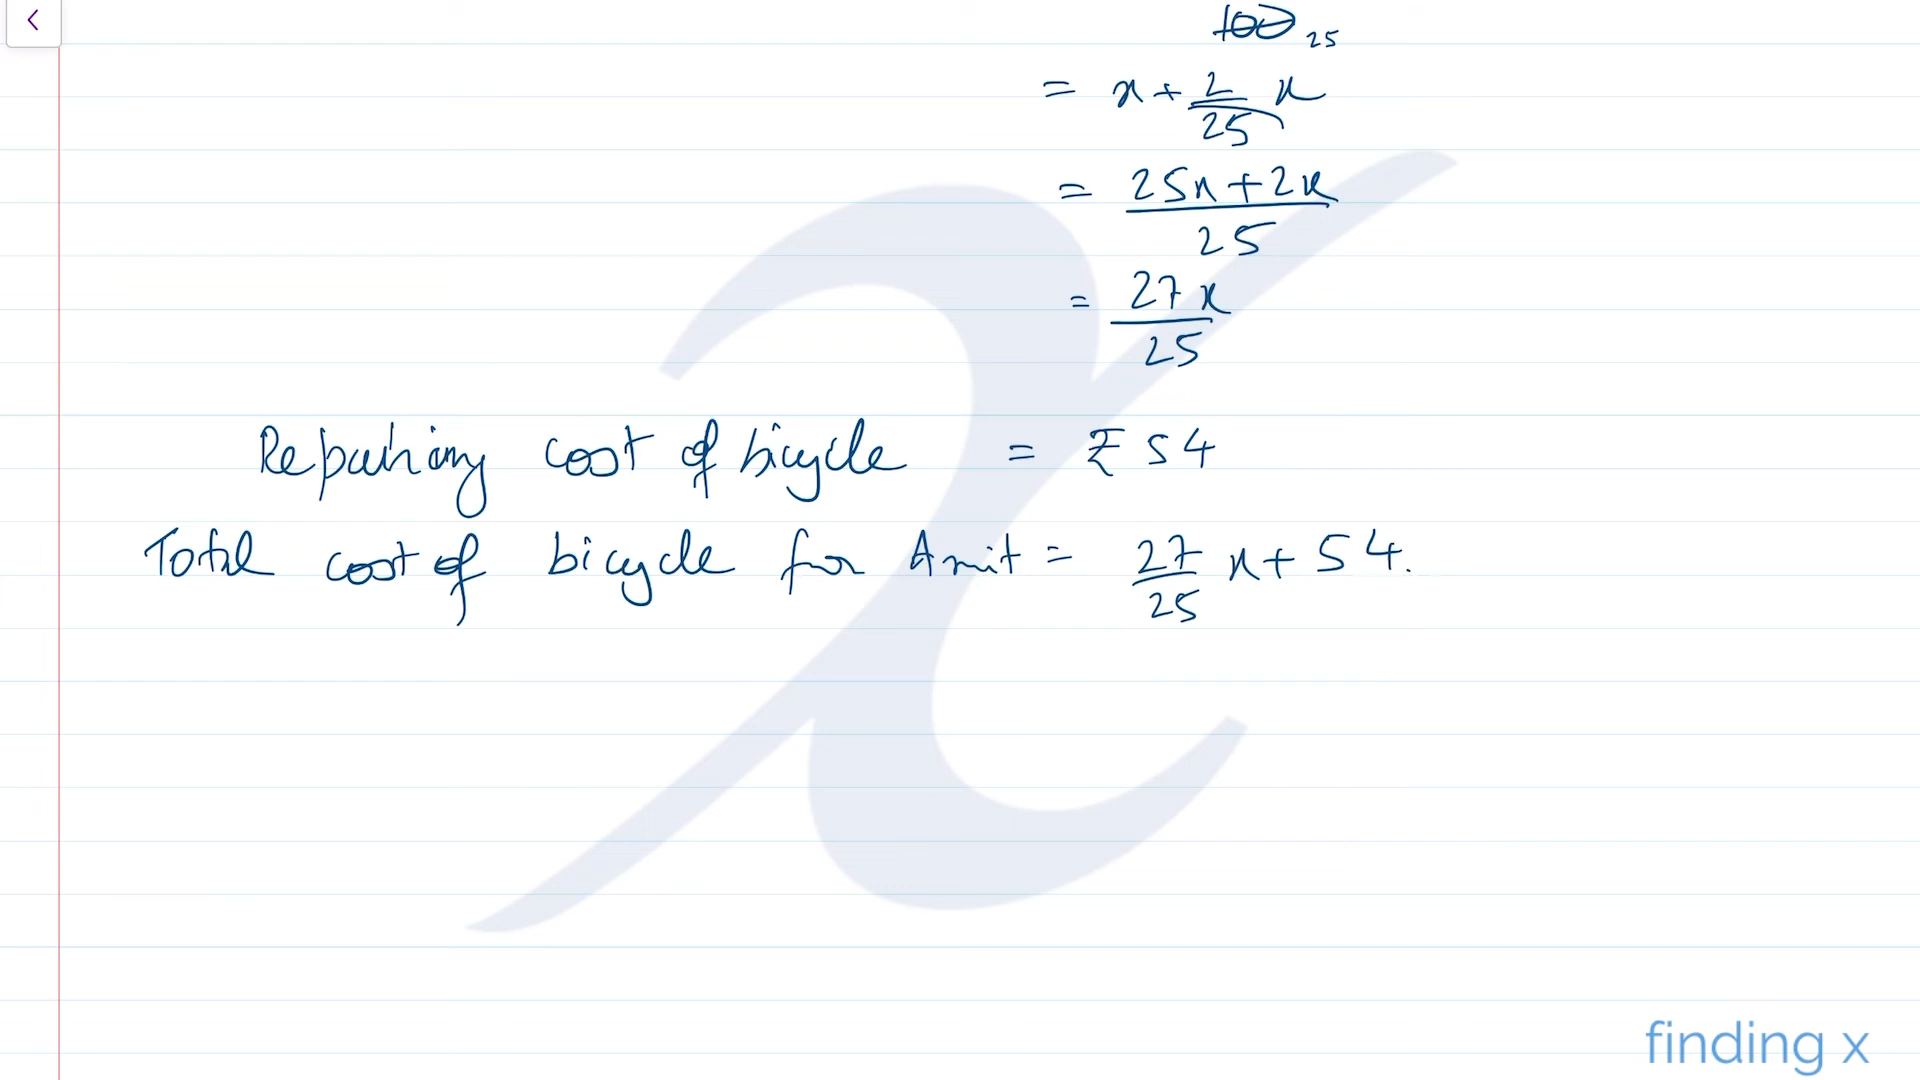 100 25
= x + 2/25 x
= 25x + 2x / 25
= 27x / 25
Repairing cost of bicycle = ₹ 54
Total cost of bicycle for Amit = 27/25 x + 54.
finding x